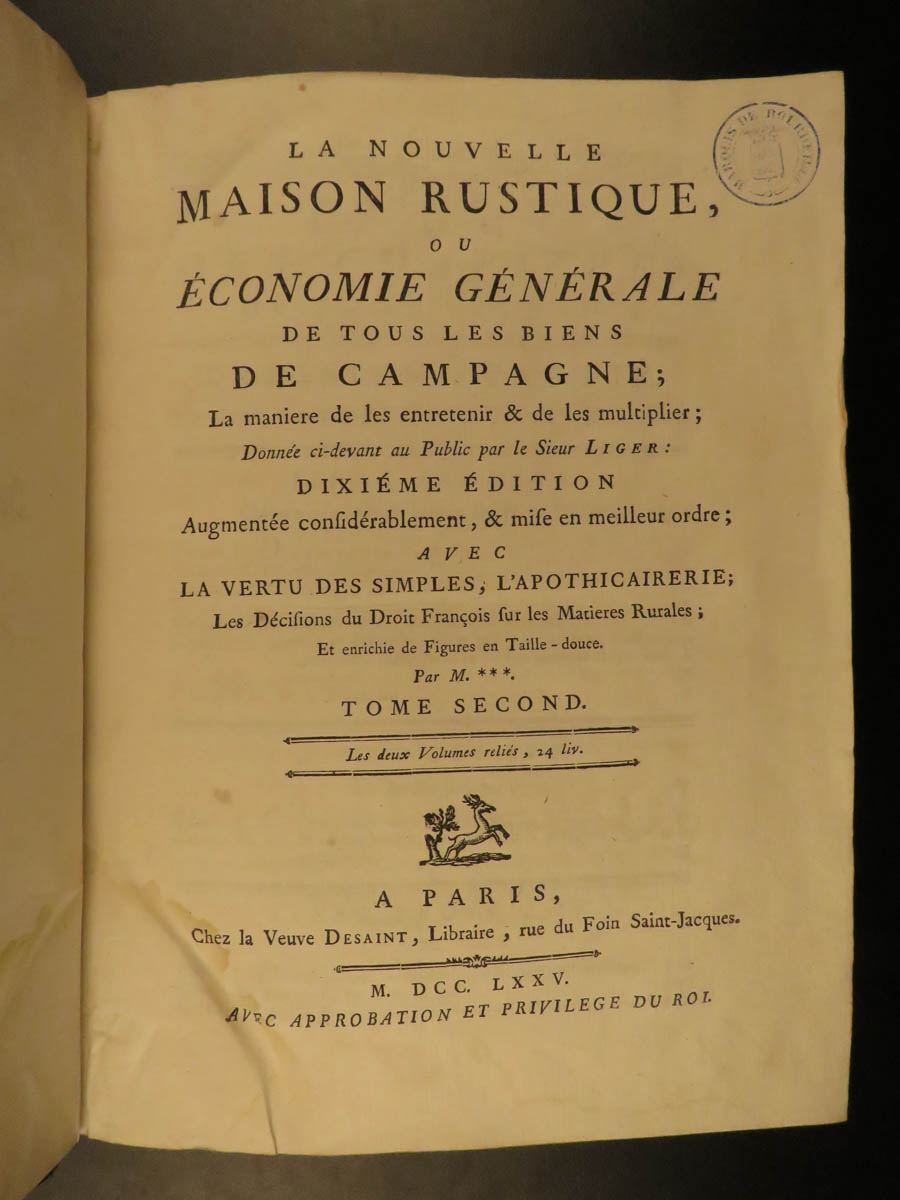 LA NOUVELLE
MAISON RUSTIQUE,
OU
ÉCONOMIE GÉNÉRALE
DE TOUS LES BIENS
DE CAMPAGNE;
La maniere de les entretenir & de les multiplier;
Donnée ci-devant au Public par le Sieur LIGER:
DIXIÉME ÉDITION
Augmentée conſidérablement, & miſe en meilleur ordre;
AVEC
LA VERTU DES SIMPLES, L'APOTHICAIRERIE;
Les Déciſions du Droit François ſur les Matieres Rurales;
Et enrichie de Figures en Taille-douce.
Par M. ***.
TOME SECOND.
Les deux Volumes reliés, 24 liv.
A PARIS,
Chez la Veuve DESAINT, Libraire, rue du Foin Saint-Jacques.
M. DCC. LXXV.
AVEC APPROBATION ET PRIVILEGE DU ROI.
MARQUIS DE BOURDEILLE